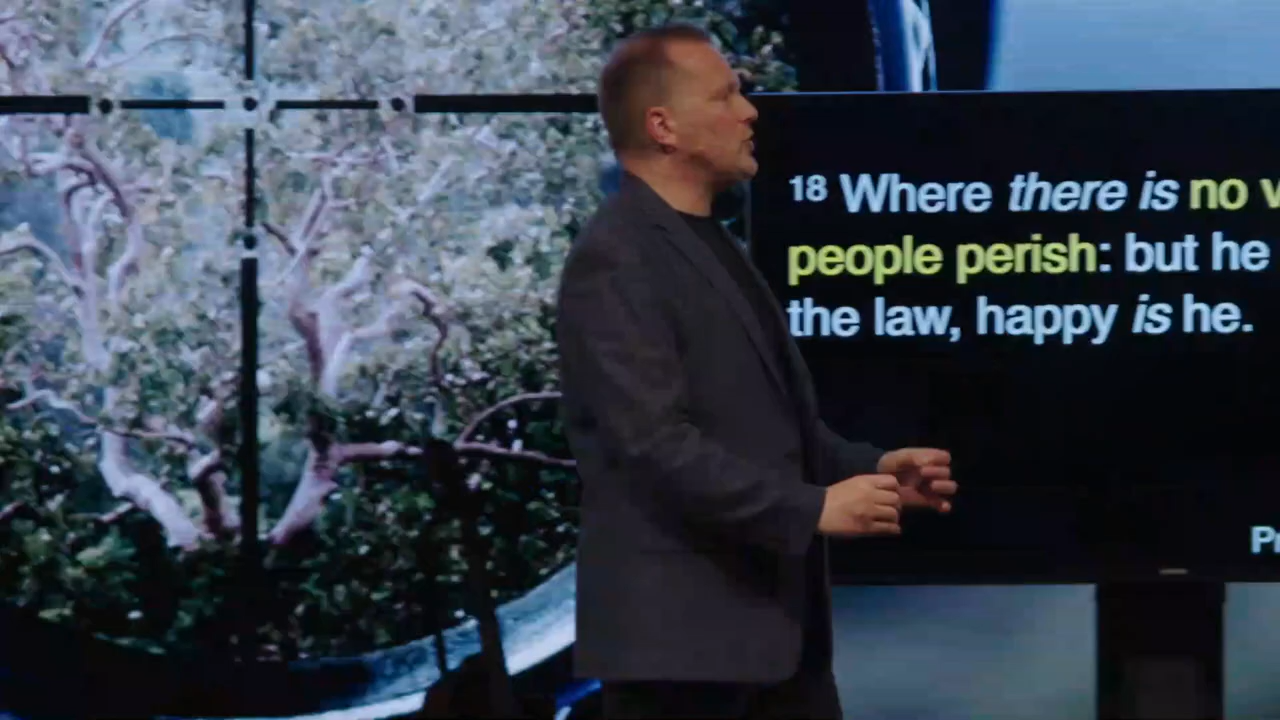 18 Where there is no
people perish: but he
the law, happy is he.